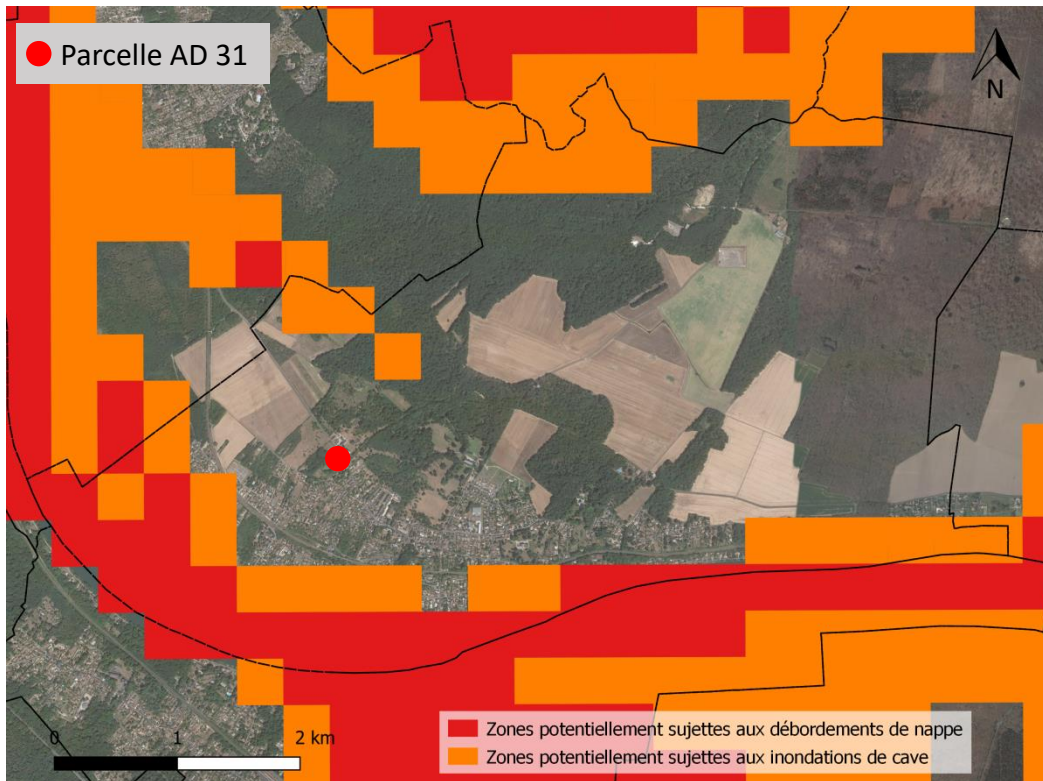 Parcelle AD 31
N
0 1 2 km
Zones potentiellement sujettes aux débordements de nappe
Zones potentiellement sujettes aux inondations de cave